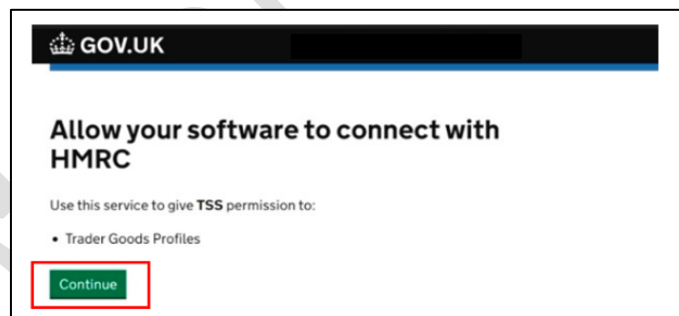 GOV.UK
Allow your software to connect with
HMRC
Use this service to give TSS permission to:
• Trader Goods Profiles
Continue